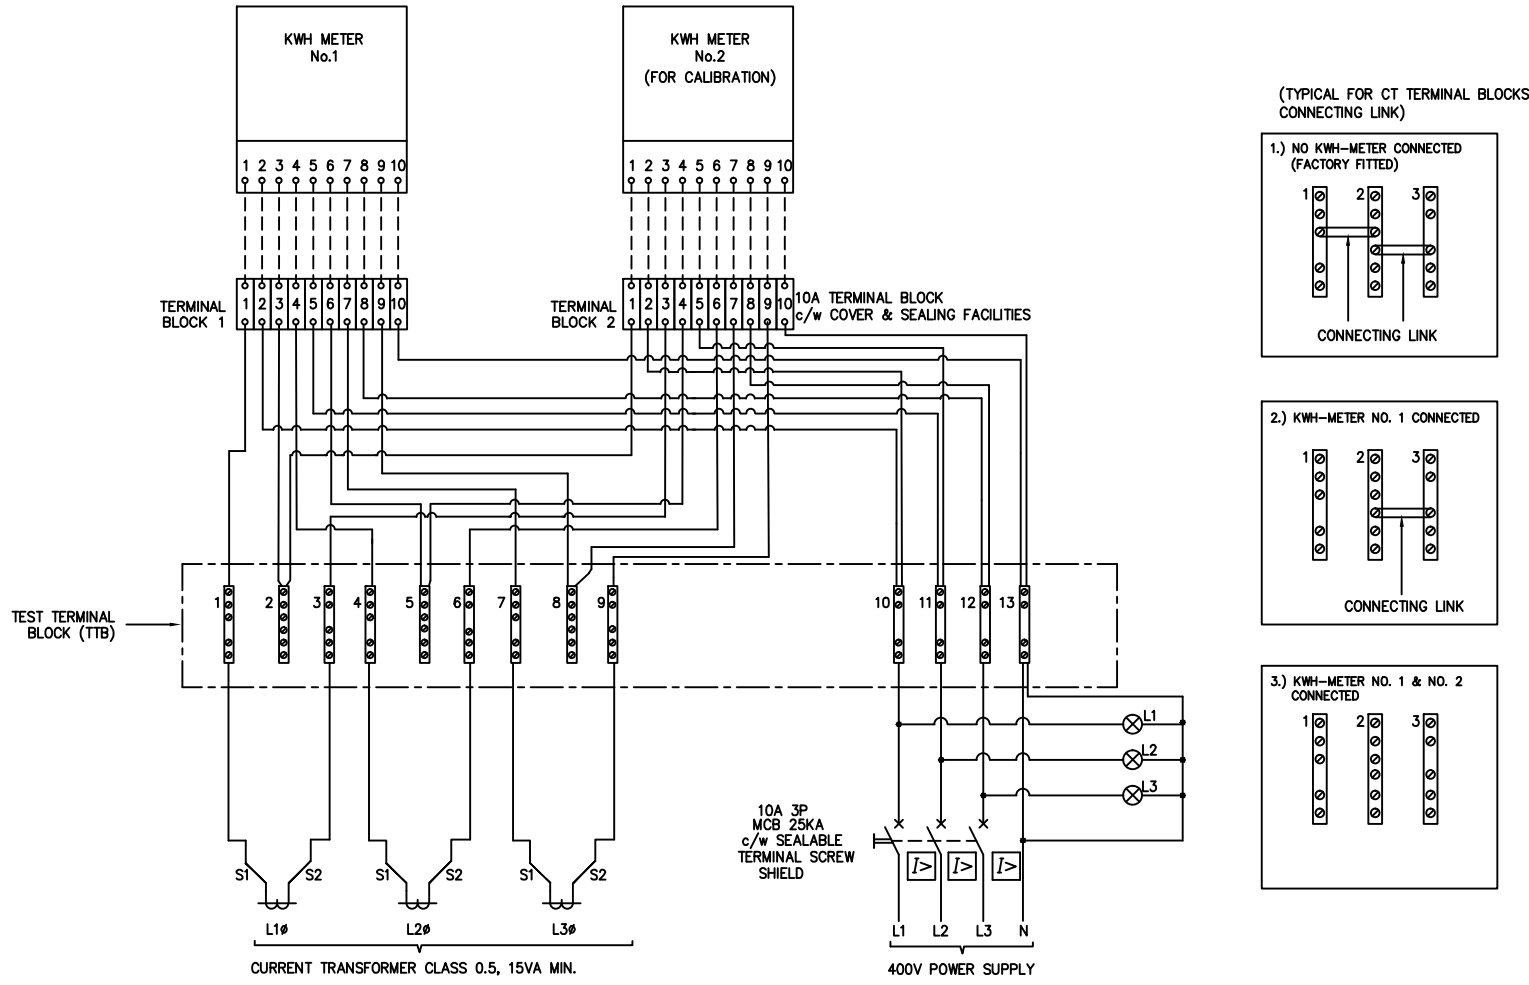 KWH METER
No.1
1 2 3 4 5 6 7 8 9 10
KWH METER
No.2
(FOR CALIBRATION)
1 2 3 4 5 6 7 8 9 10
TERMINAL
BLOCK 1
1 2 3 4 5 6 7 8 9 10
TERMINAL
BLOCK 2
1 2 3 4 5 6 7 8 9 10
10A TERMINAL BLOCK
c/w COVER & SEALING FACILITIES
TEST TERMINAL
BLOCK (TTB)
1 2 3 4 5 6 7 8 9 10 11 12 13
L1
L2
L3
10A 3P
MCB 25KA
c/w SEALABLE
TERMINAL SCREW
SHIELD
I> I> I>
S1 S2 S1 S2 S1 S2
L1ø L2ø L3ø
CURRENT TRANSFORMER CLASS 0.5, 15VA MIN.
L1 L2 L3 N
400V POWER SUPPLY
(TYPICAL FOR CT TERMINAL BLOCKS
CONNECTING LINK)
1.) NO KWH-METER CONNECTED
(FACTORY FITTED)
1 2 3
CONNECTING LINK
2.) KWH-METER NO. 1 CONNECTED
1 2 3
CONNECTING LINK
3.) KWH-METER NO. 1 & NO. 2
CONNECTED
1 2 3